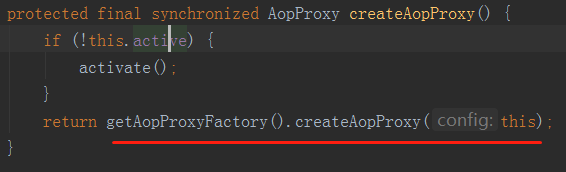 protected final synchronized AopProxy createAopProxy() {
if (!this.active) {
activate();
}
return getAopProxyFactory().createAopProxy( config: this);
}